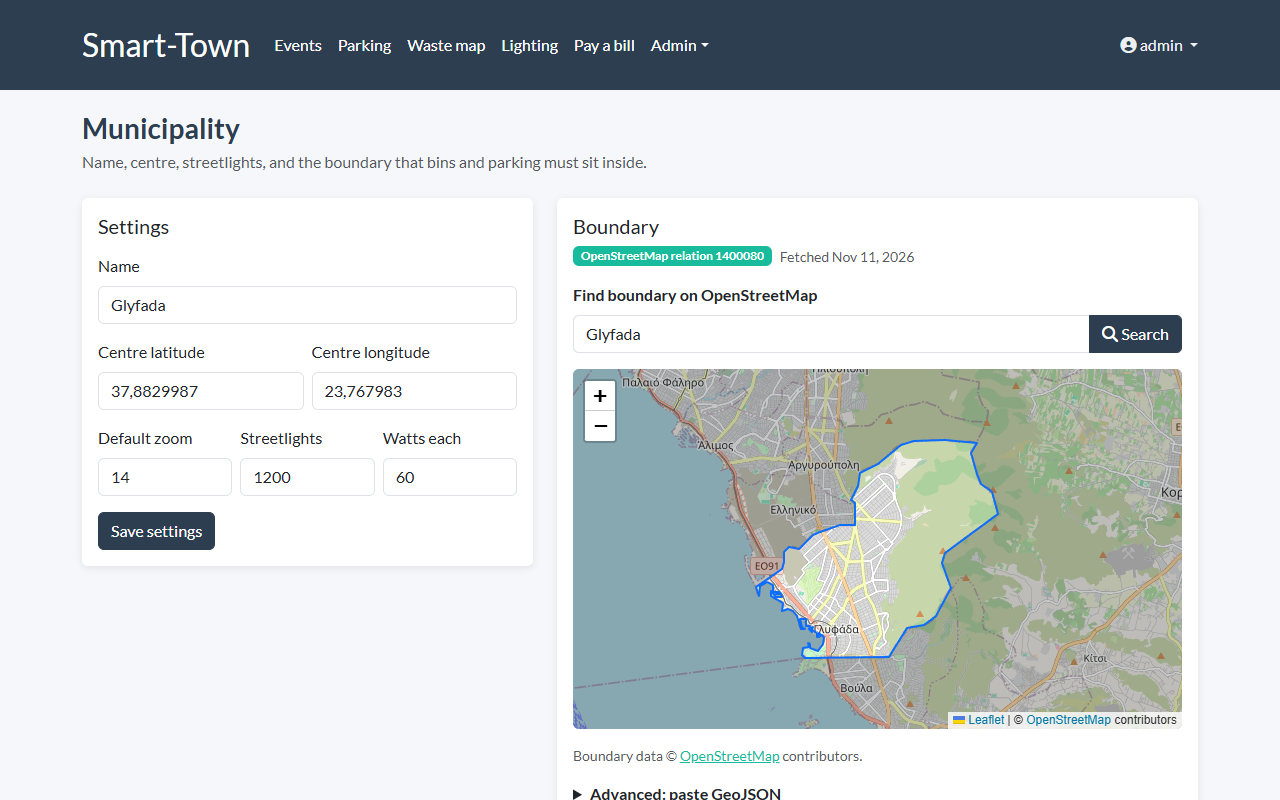 Smart-Town Events Parking Waste map Lighting Pay a bill Admin admin
Municipality
Name, centre, streetlights, and the boundary that bins and parking must sit inside.
Settings
Name
Glyfada
Centre latitude Centre longitude
37,8829987 23,767983
Default zoom Streetlights Watts each
14 1200 60
Save settings
Boundary
OpenStreetMap relation 1400080 Fetched Nov 11, 2026
Find boundary on OpenStreetMap
Glyfada Search
+
−
Παλαιό Φάληρο
Άλιμος
Αργυρούπολη
Ελληνικό
EO91
Γλυφάδα
Κίτσι
Βούλα
Leaflet | © OpenStreetMap contributors
Boundary data © OpenStreetMap contributors.
Advanced: paste GeoJSON